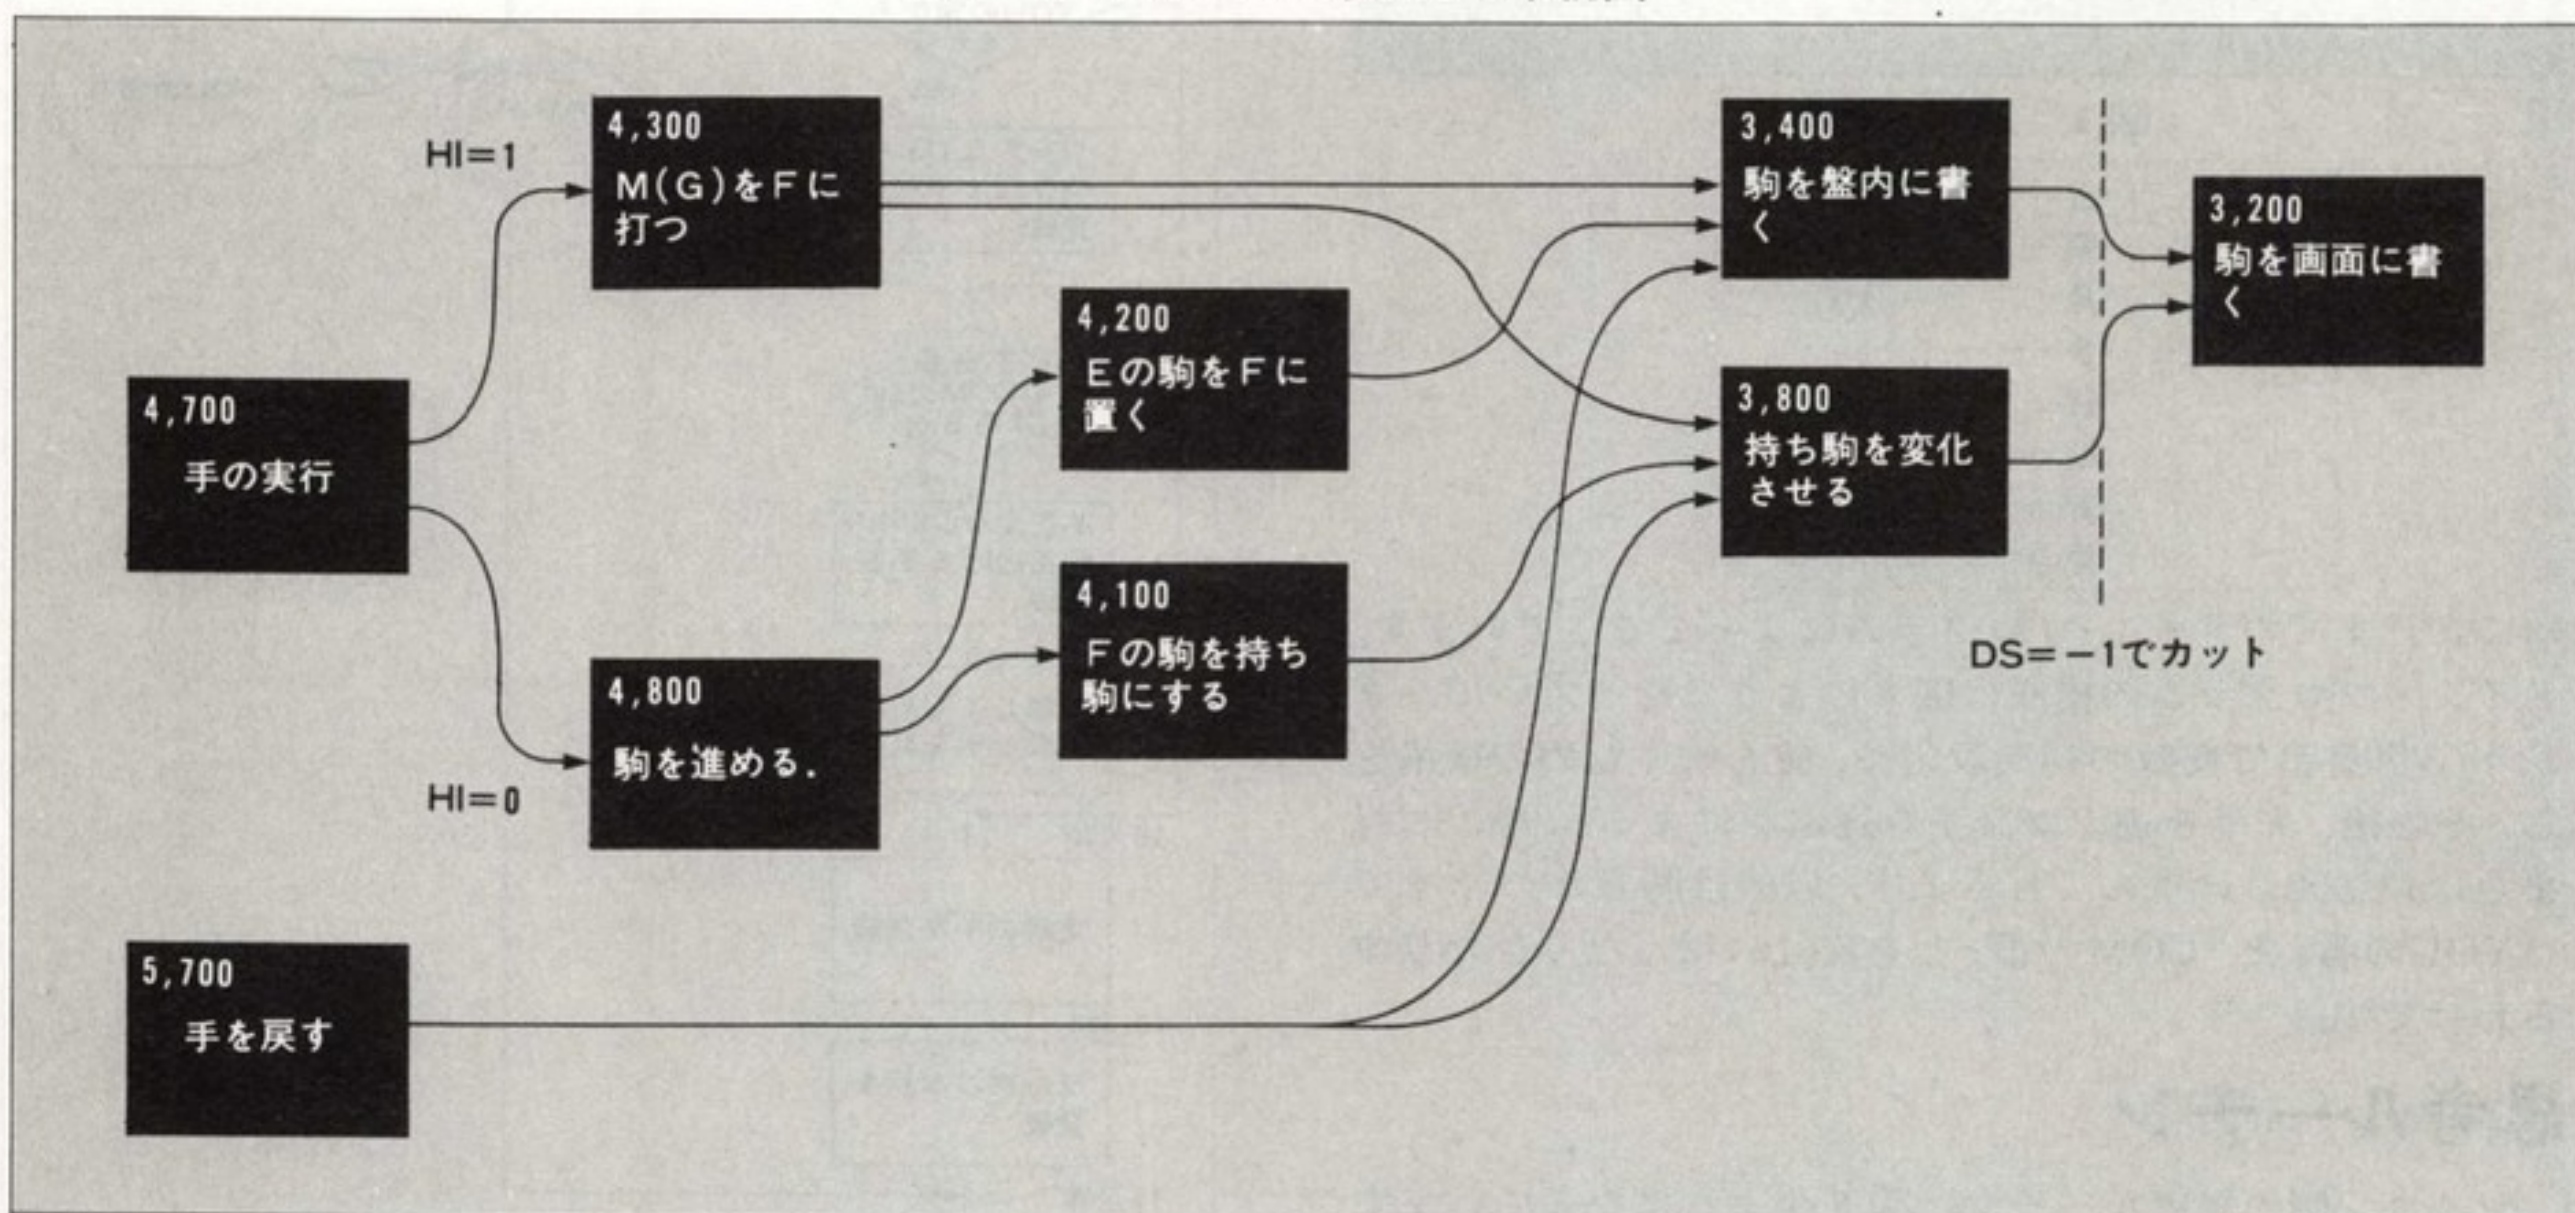 HI=1
4,300
M(G)をFに
打つ
3,400
駒を盤内に書
く
3,200
駒を画面に書
く
4,200
Eの駒をFに
置く
4,700
手の実行
3,800
持ち駒を変化
させる
4,100
Fの駒を持ち
駒にする
DS=-1でカット
4,800
駒を進める.
HI=0
5,700
手を戻す